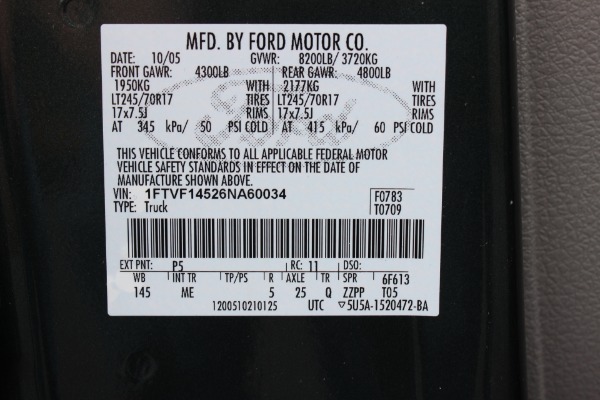 MFD. BY FORD MOTOR CO.
DATE: 10/05 GVWR: 8200LB/ 3720KG
FRONT GAWR: 4300LB REAR GAWR: 4800LB
1950KG WITH 2177KG WITH
LT245/70R17 TIRES LT245/70R17 TIRES
17x7.5J RIMS 17x7.5J RIMS
AT 345 kPa/ 50 PSI COLD AT 415 kPa/ 60 PSI COLD
THIS VEHICLE CONFORMS TO ALL APPLICABLE FEDERAL MOTOR
VEHICLE SAFETY STANDARDS IN EFFECT ON THE DATE OF
MANUFACTURE SHOWN ABOVE.
VIN: 1FTVF14526NA60034 F0783
TYPE: Truck T0709
EXT PNT: P5 RC: 11 DSO:
WB INT TR TP/PS R AXLE TR SPR 6F613
145 ME 5 25 Q ZZPP T05
1200510210125 UTC ▽5U5A-1520472-BA